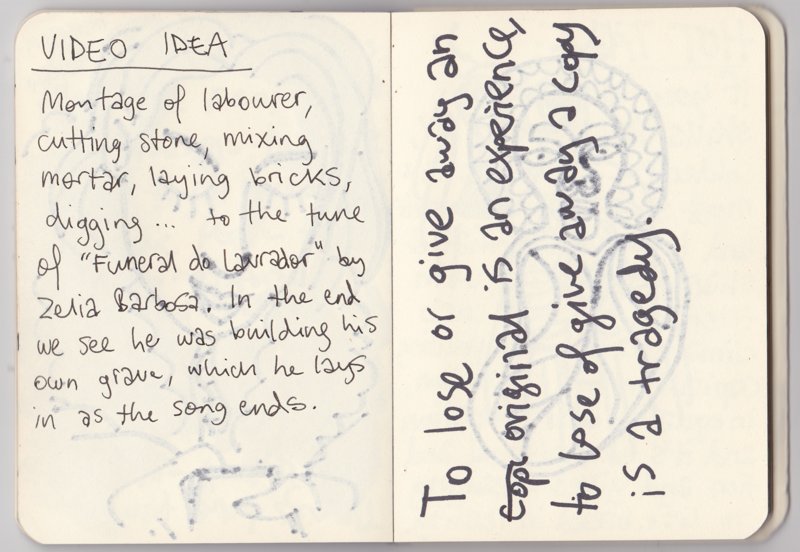 VIDEO IDEA
Montage of labourer,
cutting stone, mixing
mortar, laying bricks,
digging... to the tune
of "Funeral do Lavrador" by
Zelia Barbosa. In the end
we see he was building his
own grave, which he lays
in as the song ends.
To lose or give away an
copi original is an experience,
to lose of give away a copy
is a tragedy.